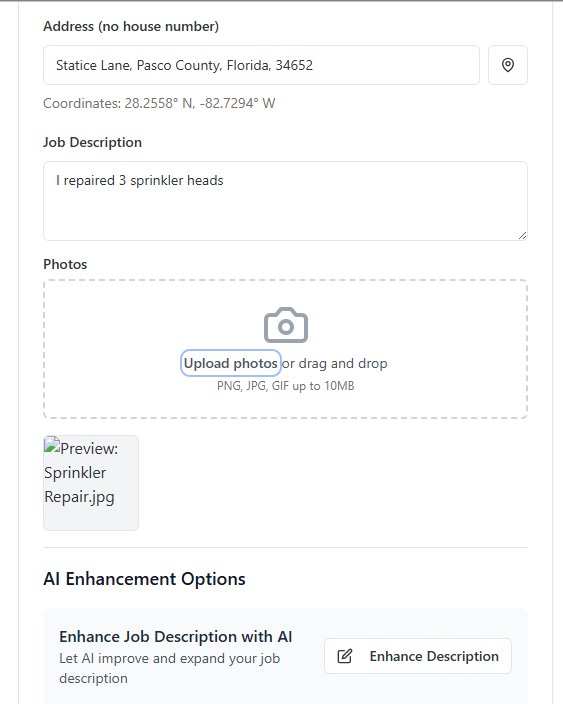 Address (no house number)
Statice Lane, Pasco County, Florida, 34652
Coordinates: 28.2558° N, -82.7294° W
Job Description
I repaired 3 sprinkler heads
Photos
Upload photos or drag and drop
PNG, JPG, GIF up to 10MB
Preview:
Sprinkler
Repair.jpg
AI Enhancement Options
Enhance Job Description with AI
Let AI improve and expand your job
description
Enhance Description